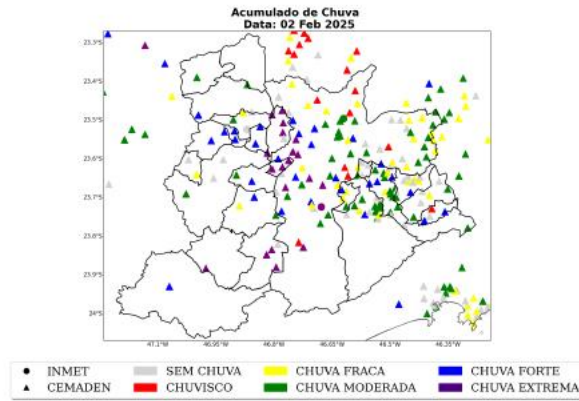 Acumulado de Chuva
Data: 02 Feb 2025
23.3°S
23.4°S
23.5°S
23.6°S
23.7°S
23.8°S
23.9°S
24°S
47.1°W
46.95°W
46.8°W
46.65°W
46.5°W
46.35°W
INMET
SEM CHUVA
CHUVA FRACA
CHUVA FORTE
CEMADEN
CHUVISCO
CHUVA MODERADA
CHUVA EXTREMA